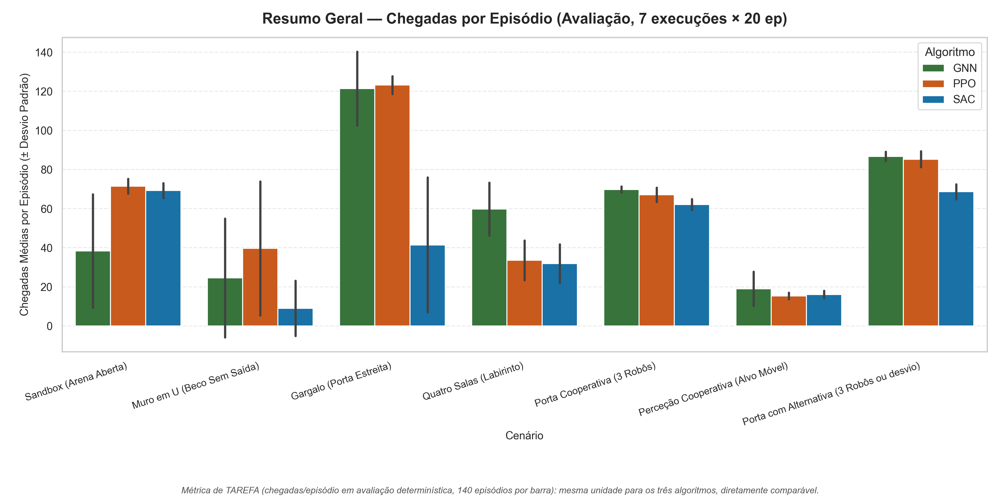 Resumo Geral — Chegadas por Episódio (Avaliação, 7 execuções × 20 ep)
Chegadas Médias por Episódio (± Desvio Padrão)
140
120
100
80
60
40
20
0
Algoritmo
GNN
PPO
SAC
Sandbox (Arena Aberta)
Muro em U (Beco Sem Saída)
Gargalo (Porta Estreita)
Quatro Salas (Labirinto)
Porta Cooperativa (3 Robôs)
Perceção Cooperativa (Alvo Móvel)
Porta com Alternativa (3 Robôs ou desvio)
Cenário
Métrica de TAREFA (chegadas/episódio em avaliação determinística, 140 episódios por barra): mesma unidade para os três algoritmos, diretamente comparável.